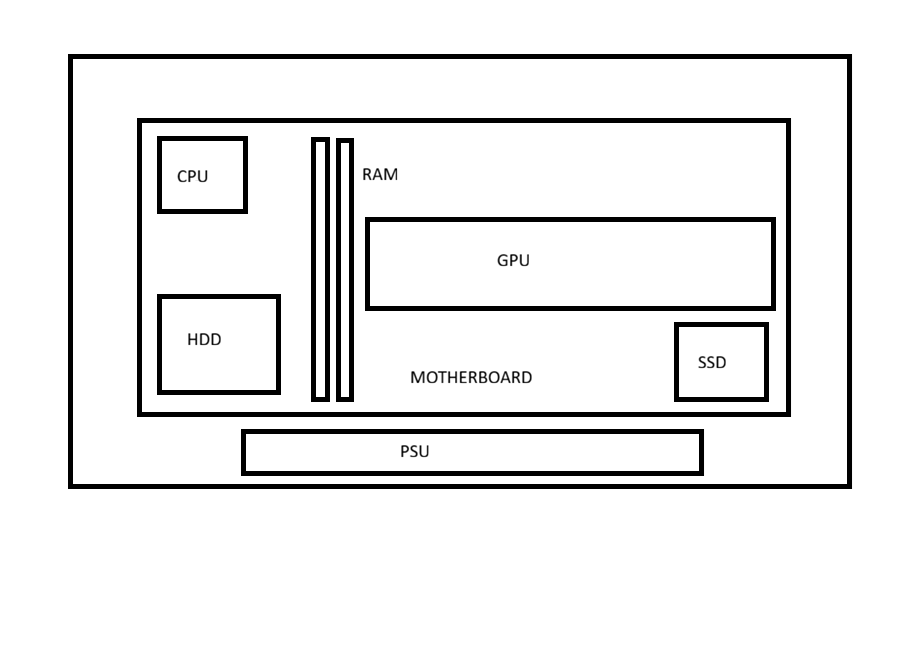 CPU
RAM
GPU
HDD
SSD
MOTHERBOARD
PSU